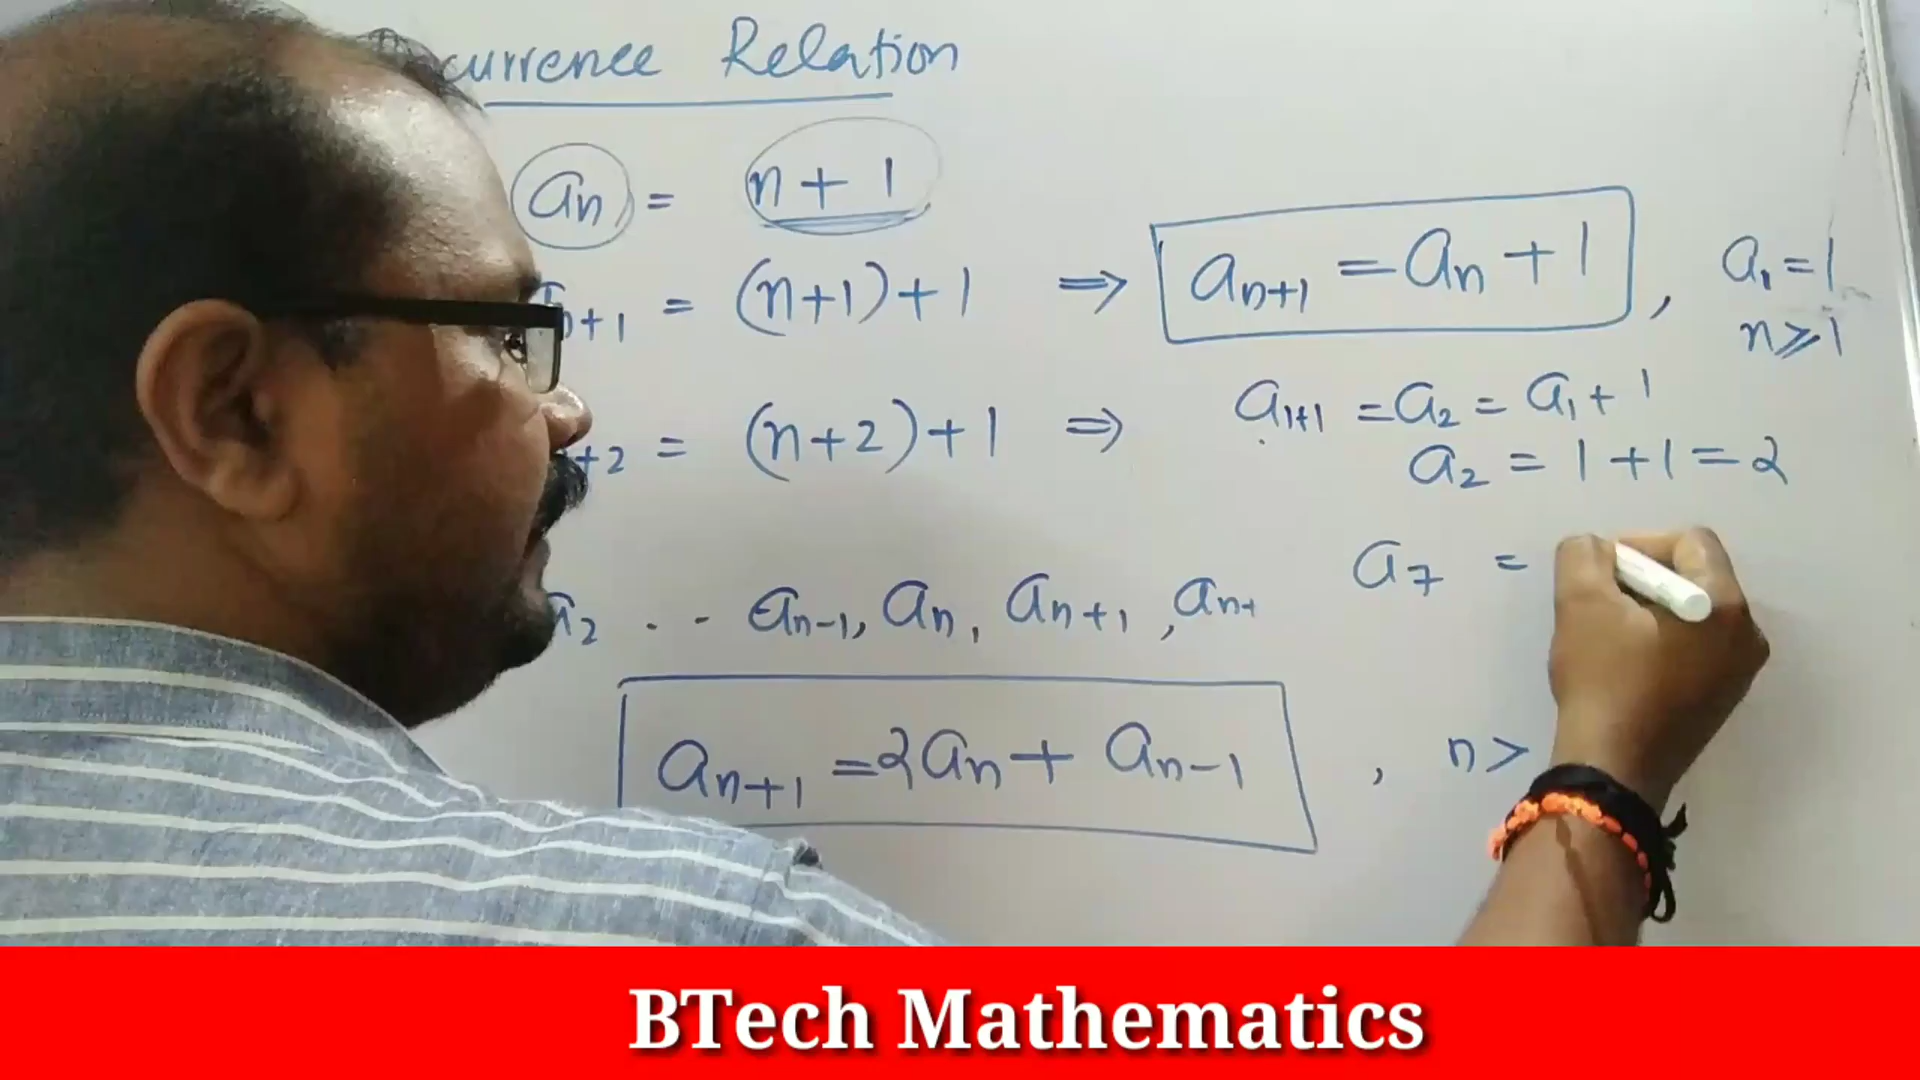 currence Relation
an = n + 1
n+1 = (n+1)+1 ⇒ an+1 = an + 1 , a1 = 1
n ⩾ 1
+2 = (n+2)+1 ⇒ a1+1 = a2 = a1 + 1
a2 = 1 + 1 = 2
a7 =
a2 . . - an-1, an, an+1, an+
an+1 = 2an + an-1 , n >
BTech Mathematics